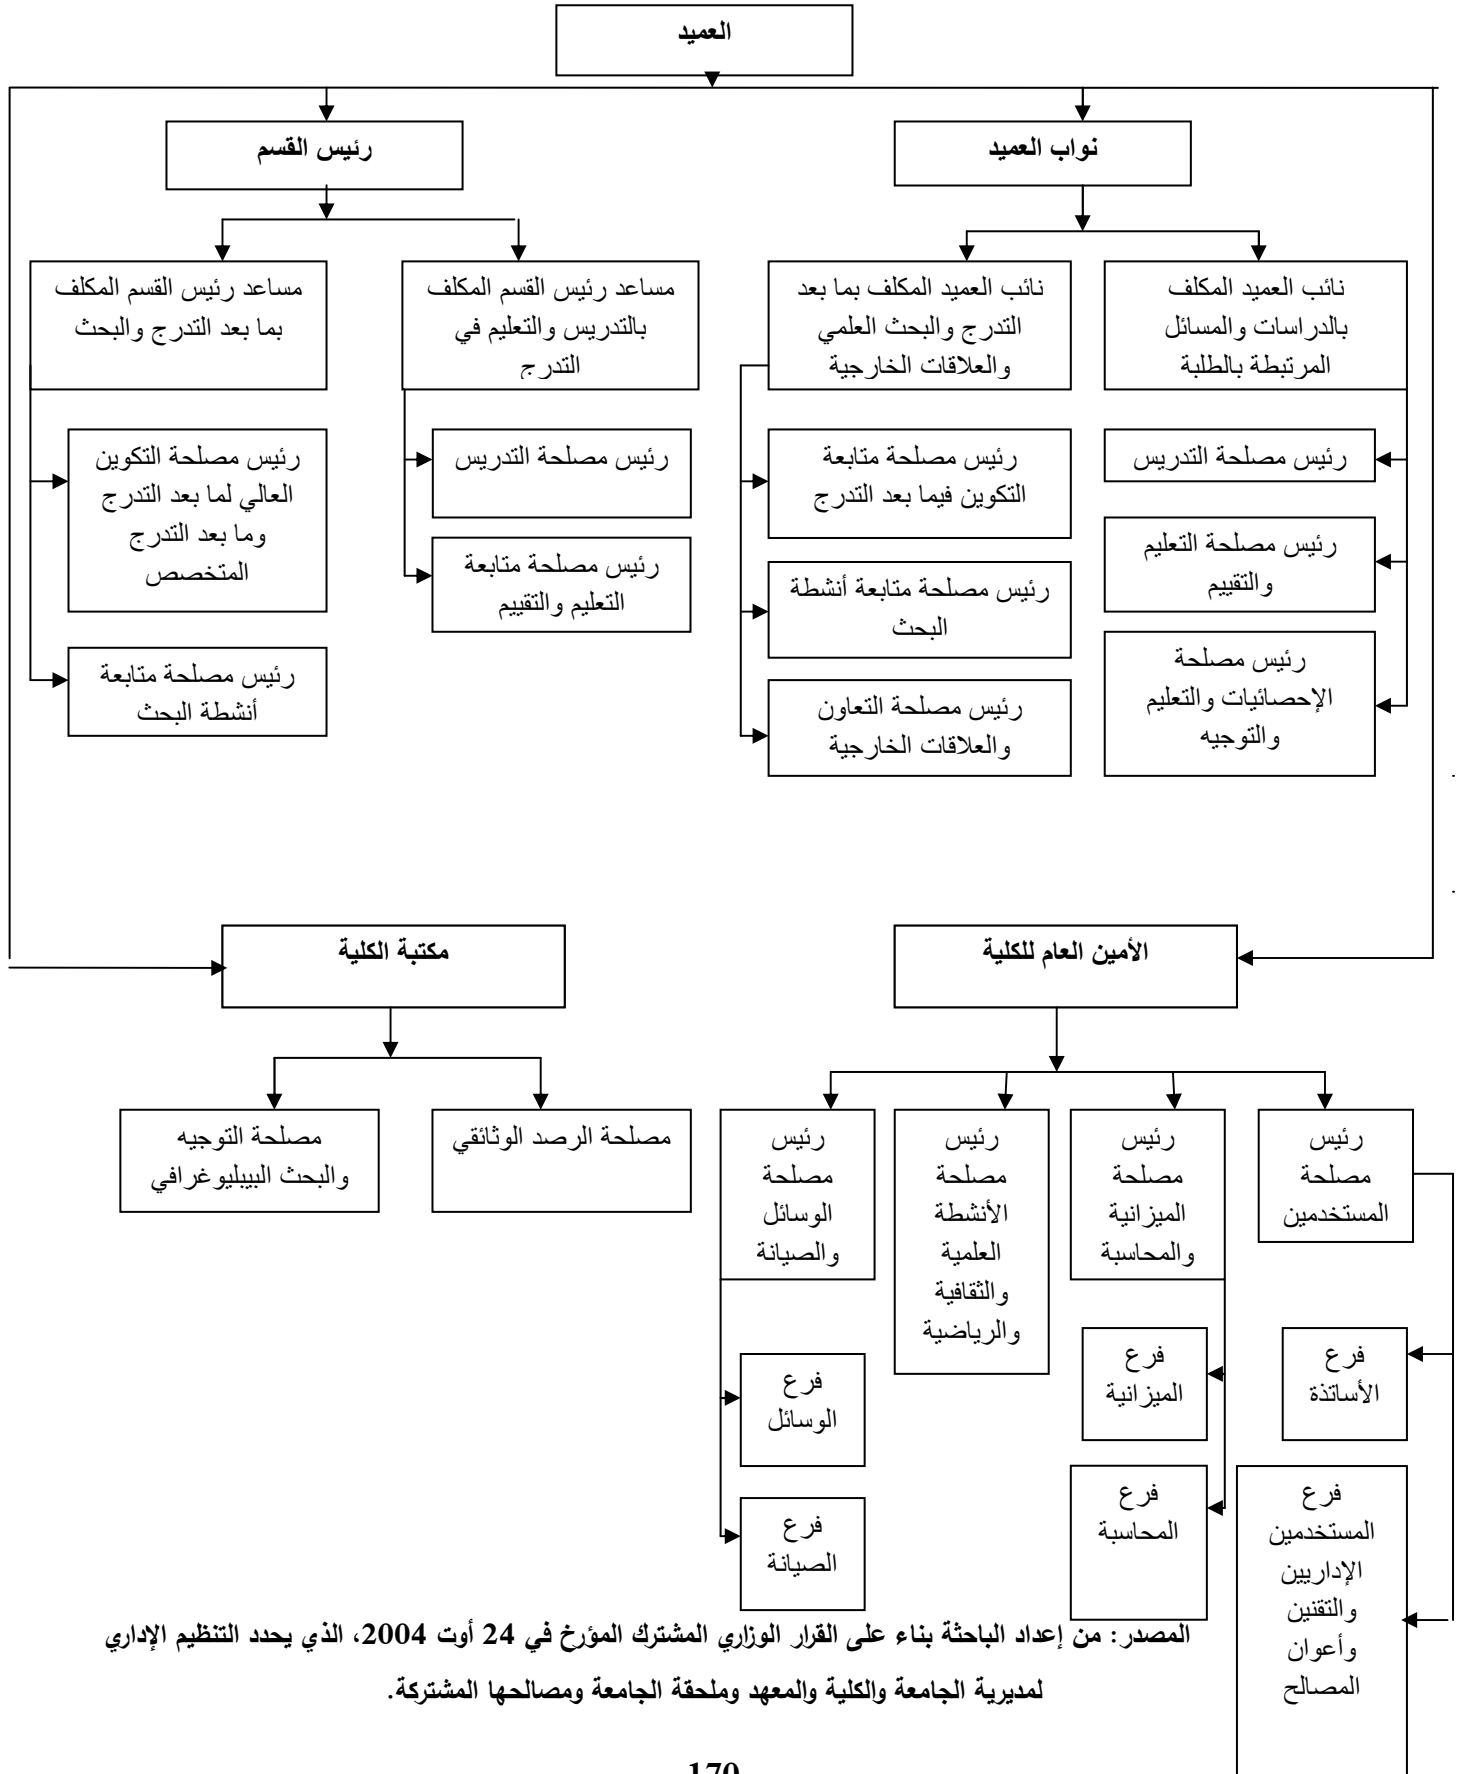 العميد
نواب العميد
رئيس القسم
نائب العميد المكلف
بالدراسات والمسائل
المرتبطة بالطلبة
نائب العميد المكلف بما بعد
التدرج والبحث العلمي
والعلاقات الخارجية
مساعد رئيس القسم المكلف
بالتدريس والتعليم في
التدرج
مساعد رئيس القسم المكلف
بما بعد التدرج والبحث
رئيس مصلحة التدريس
رئيس مصلحة التعليم
والتقييم
رئيس مصلحة
الإحصائيات والتعليم
والتوجيه
رئيس مصلحة متابعة
التكوين فيما بعد التدرج
رئيس مصلحة متابعة أنشطة
البحث
رئيس مصلحة التعاون
والعلاقات الخارجية
رئيس مصلحة التدريس
رئيس مصلحة متابعة
التعليم والتقييم
رئيس مصلحة التكوين
العالي لما بعد التدرج
وما بعد التدرج
المتخصص
رئيس مصلحة متابعة
أنشطة البحث
الأمين العام للكلية
مكتبة الكلية
رئيس
مصلحة
المستخدمين
رئيس
مصلحة
الميزانية
والمحاسبة
رئيس
مصلحة
الأنشطة
العلمية
والثقافية
والرياضية
رئيس
مصلحة
الوسائل
والصيانة
مصلحة الرصد الوثائقي
مصلحة التوجيه
والبحث البيبليوغرافي
فرع
الأساتذة
فرع
الميزانية
فرع
الوسائل
فرع
المستخدمين
الإداريين
والتقنين
وأعوان
المصالح
فرع
المحاسبة
فرع
الصيانة
المصدر: من إعداد الباحثة بناء على القرار الوزاري المشترك المؤرخ في 24 أوت 2004، الذي يحدد التنظيم الإداري
لمديرية الجامعة والكلية والمعهد وملحقة الجامعة ومصالحها المشتركة.
170